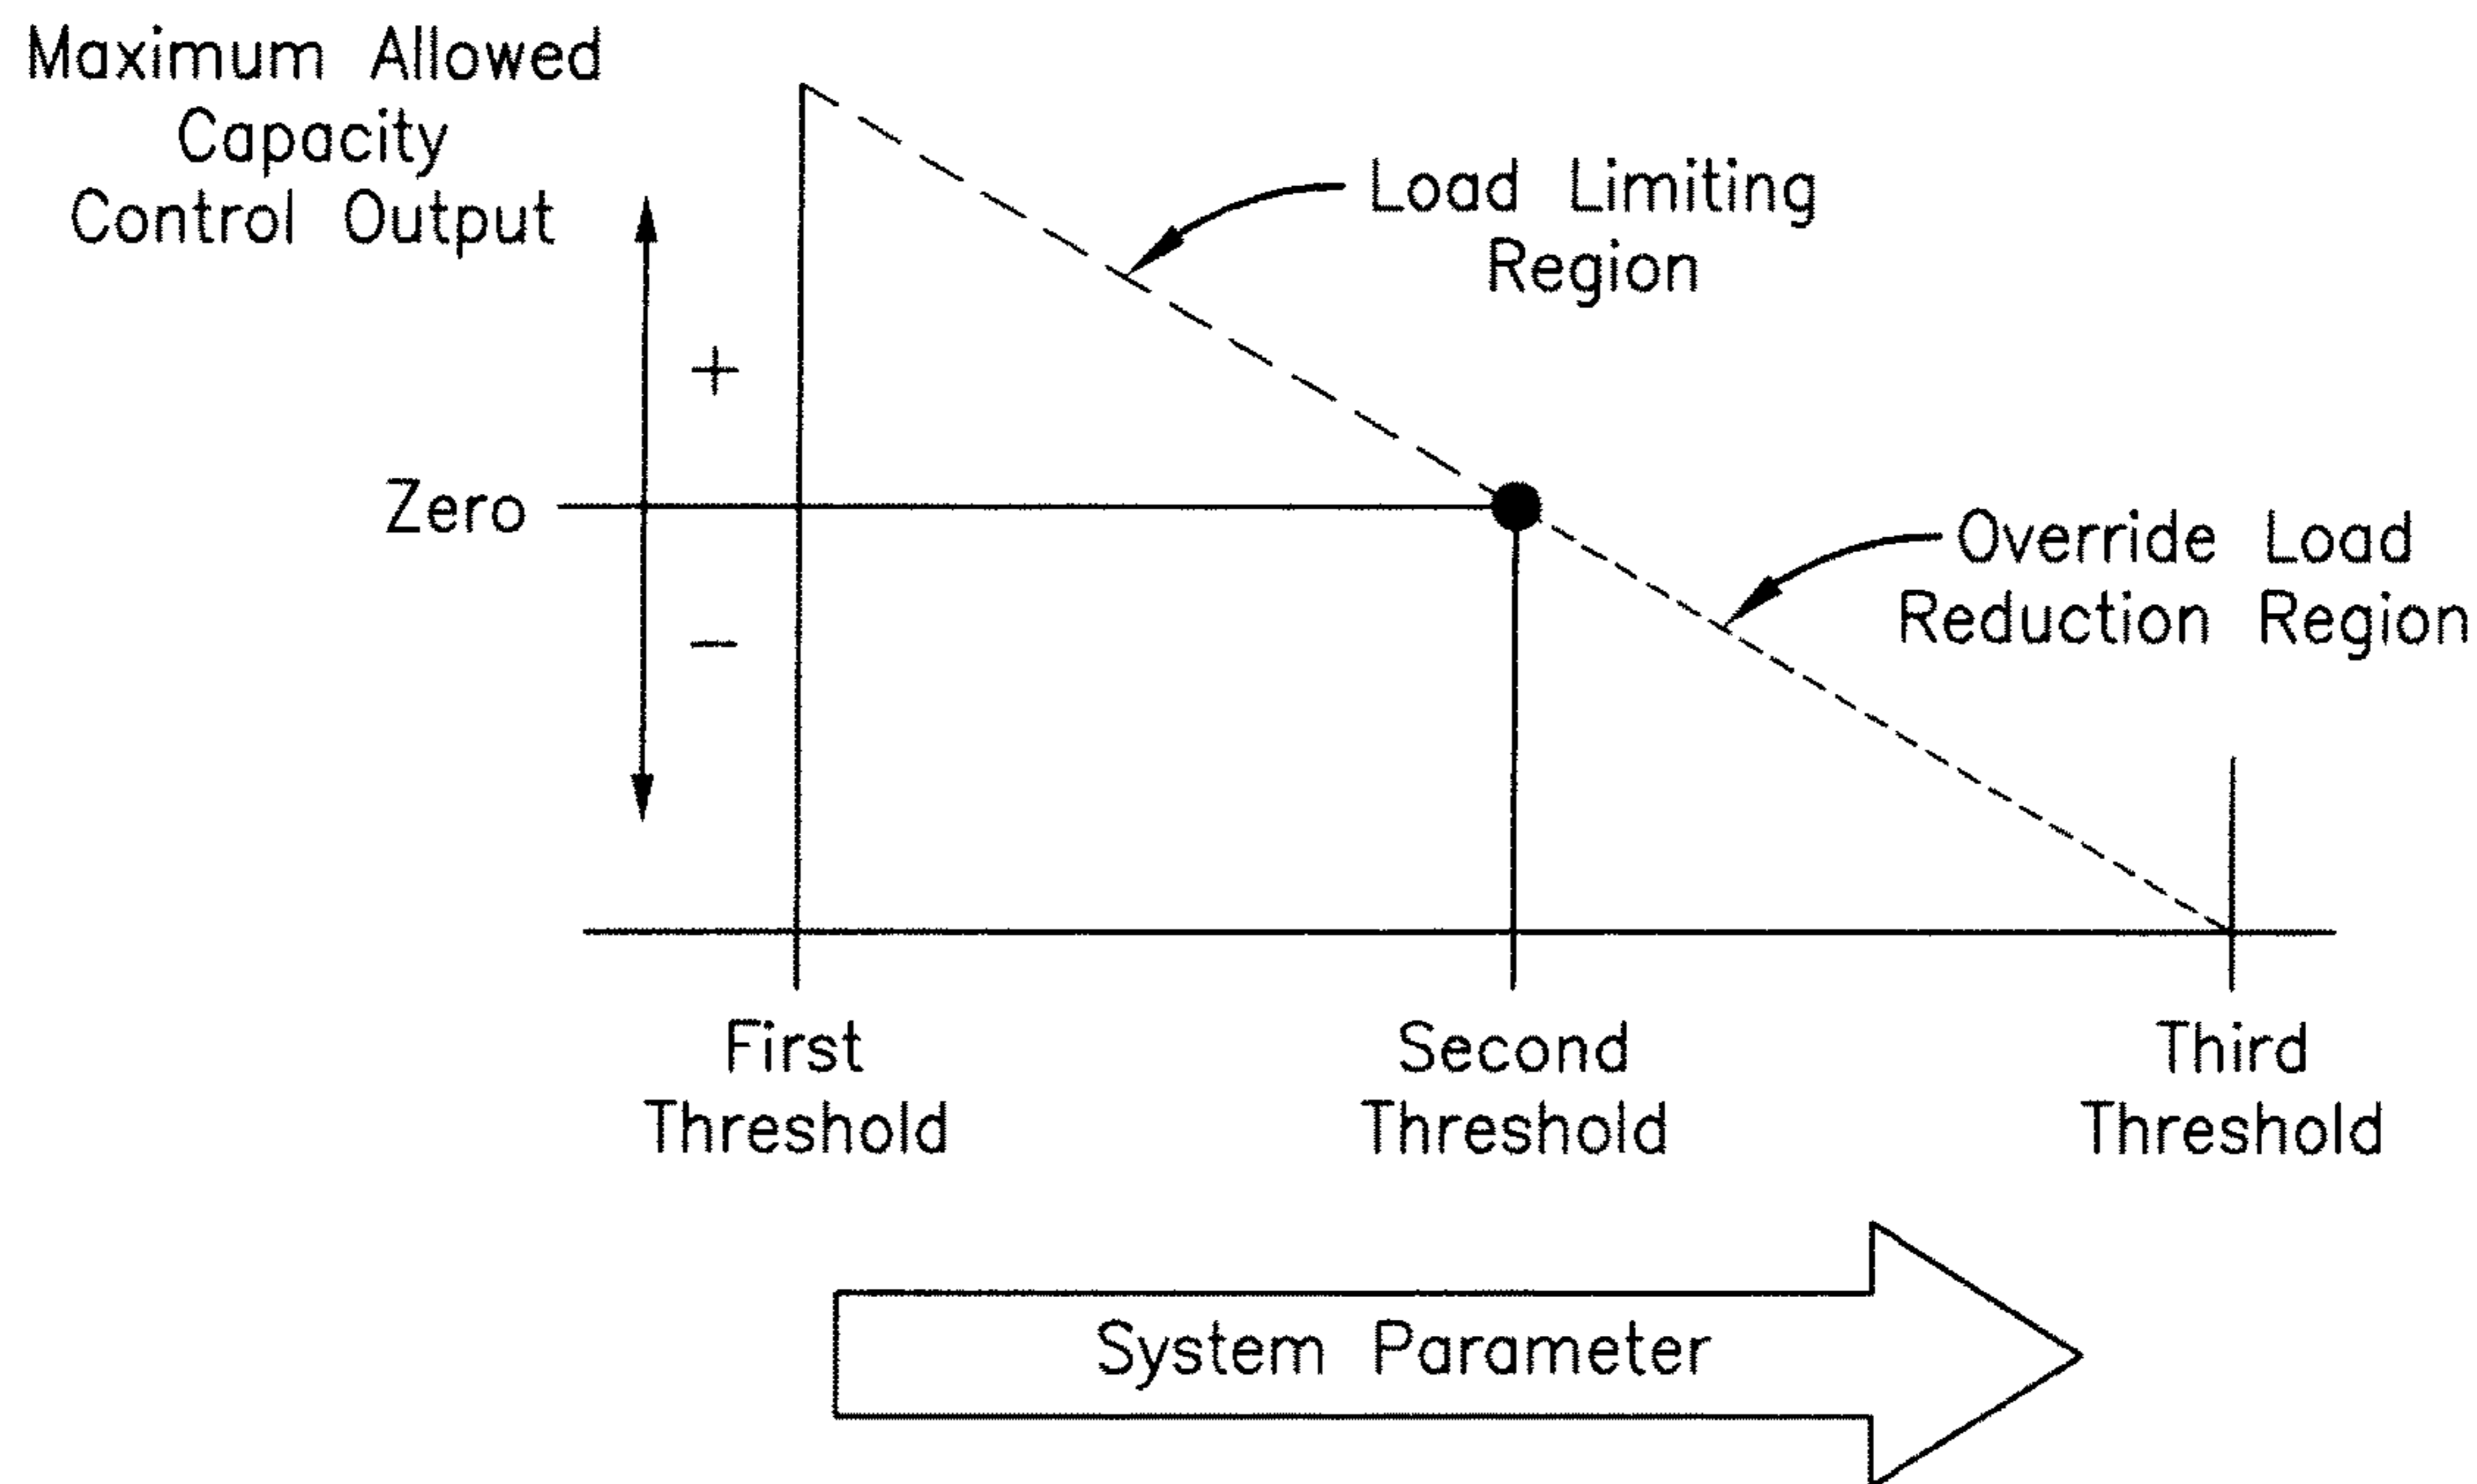 Maximum Allowed
Capacity
Control Output
Load Limiting
Region
+
Zero
Override Load
Reduction Region
−
First
Threshold
Second
Threshold
Third
Threshold
System Parameter